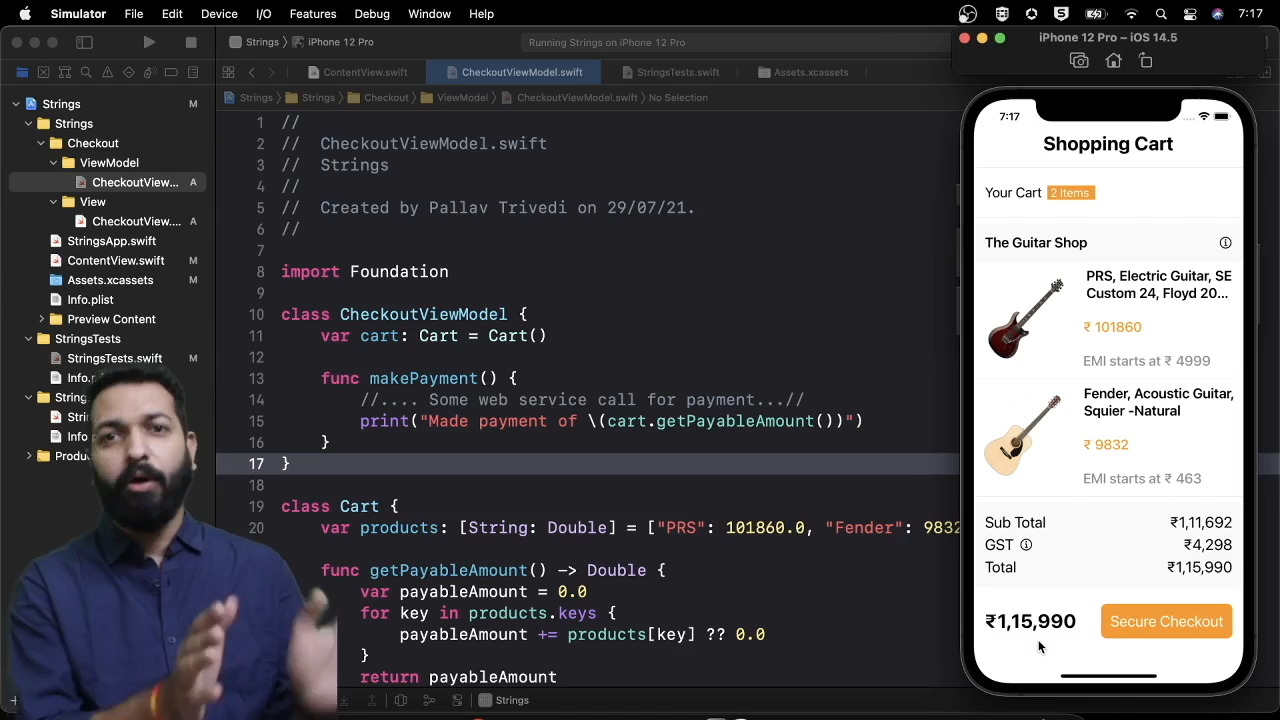 Simulator File Edit Device I/O Features Debug Window Help 7:17
Strings iPhone 12 Pro Running Strings on iPhone 12 Pro
iPhone 12 Pro – iOS 14.5
ContentView.swift CheckoutViewModel.swift StringsTests.swift Assets.xcassets
Strings Strings Checkout ViewModel CheckoutViewModel.swift No Selection
Strings M
Strings
Checkout
ViewModel
CheckoutView... A
View
CheckoutView.... A
StringsApp.swift
ContentView.swift M
Assets.xcassets M
Info.plist
Preview Content
StringsTests
StringsTests.swift M
Info.
String
Str
Info
Produ
1 //
2 // CheckoutViewModel.swift
3 // Strings
4 //
5 // Created by Pallav Trivedi on 29/07/21.
6 //
7
8 import Foundation
9
10 class CheckoutViewModel {
11 var cart: Cart = Cart()
12
13 func makePayment() {
14 //.... Some web service call for payment...//
15 print("Made payment of \(cart.getPayableAmount())")
16 }
17 }
18
19 class Cart {
20 var products: [String: Double] = ["PRS": 101860.0, "Fender": 9832
func getPayableAmount() -> Double {
var payableAmount = 0.0
for key in products.keys {
payableAmount += products[key] ?? 0.0
}
return payableAmount
Strings
7:17
Shopping Cart
Your Cart 2 Items
The Guitar Shop
PRS, Electric Guitar, SE
Custom 24, Floyd 20...
₹ 101860
EMI starts at ₹ 4999
Fender, Acoustic Guitar,
Squier -Natural
₹ 9832
EMI starts at ₹ 463
Sub Total ₹1,11,692
GST ₹4,298
Total ₹1,15,990
₹1,15,990 Secure Checkout